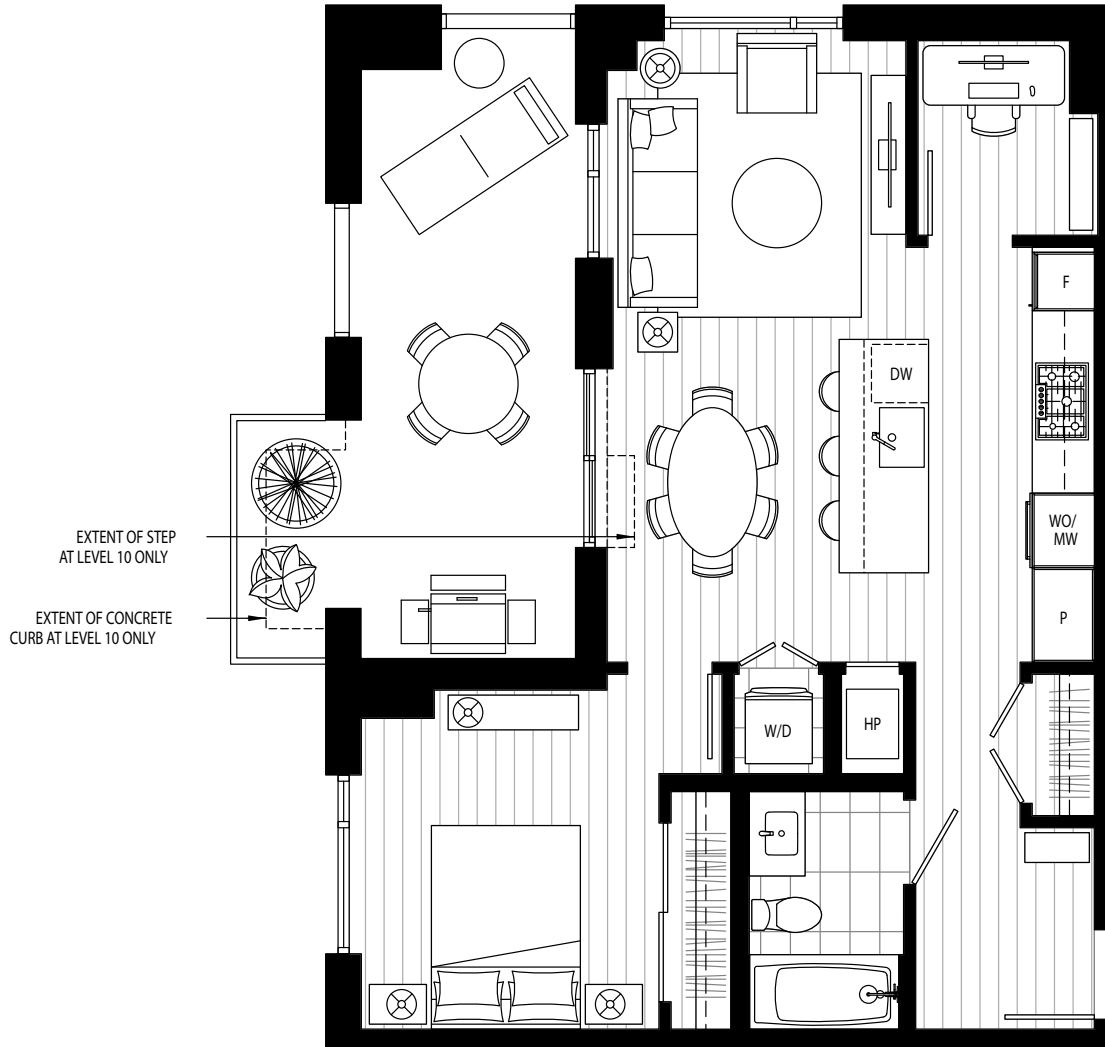 F
DW
WO/
MW
P
EXTENT OF STEP
AT LEVEL 10 ONLY
EXTENT OF CONCRETE
CURB AT LEVEL 10 ONLY
W/D
HP